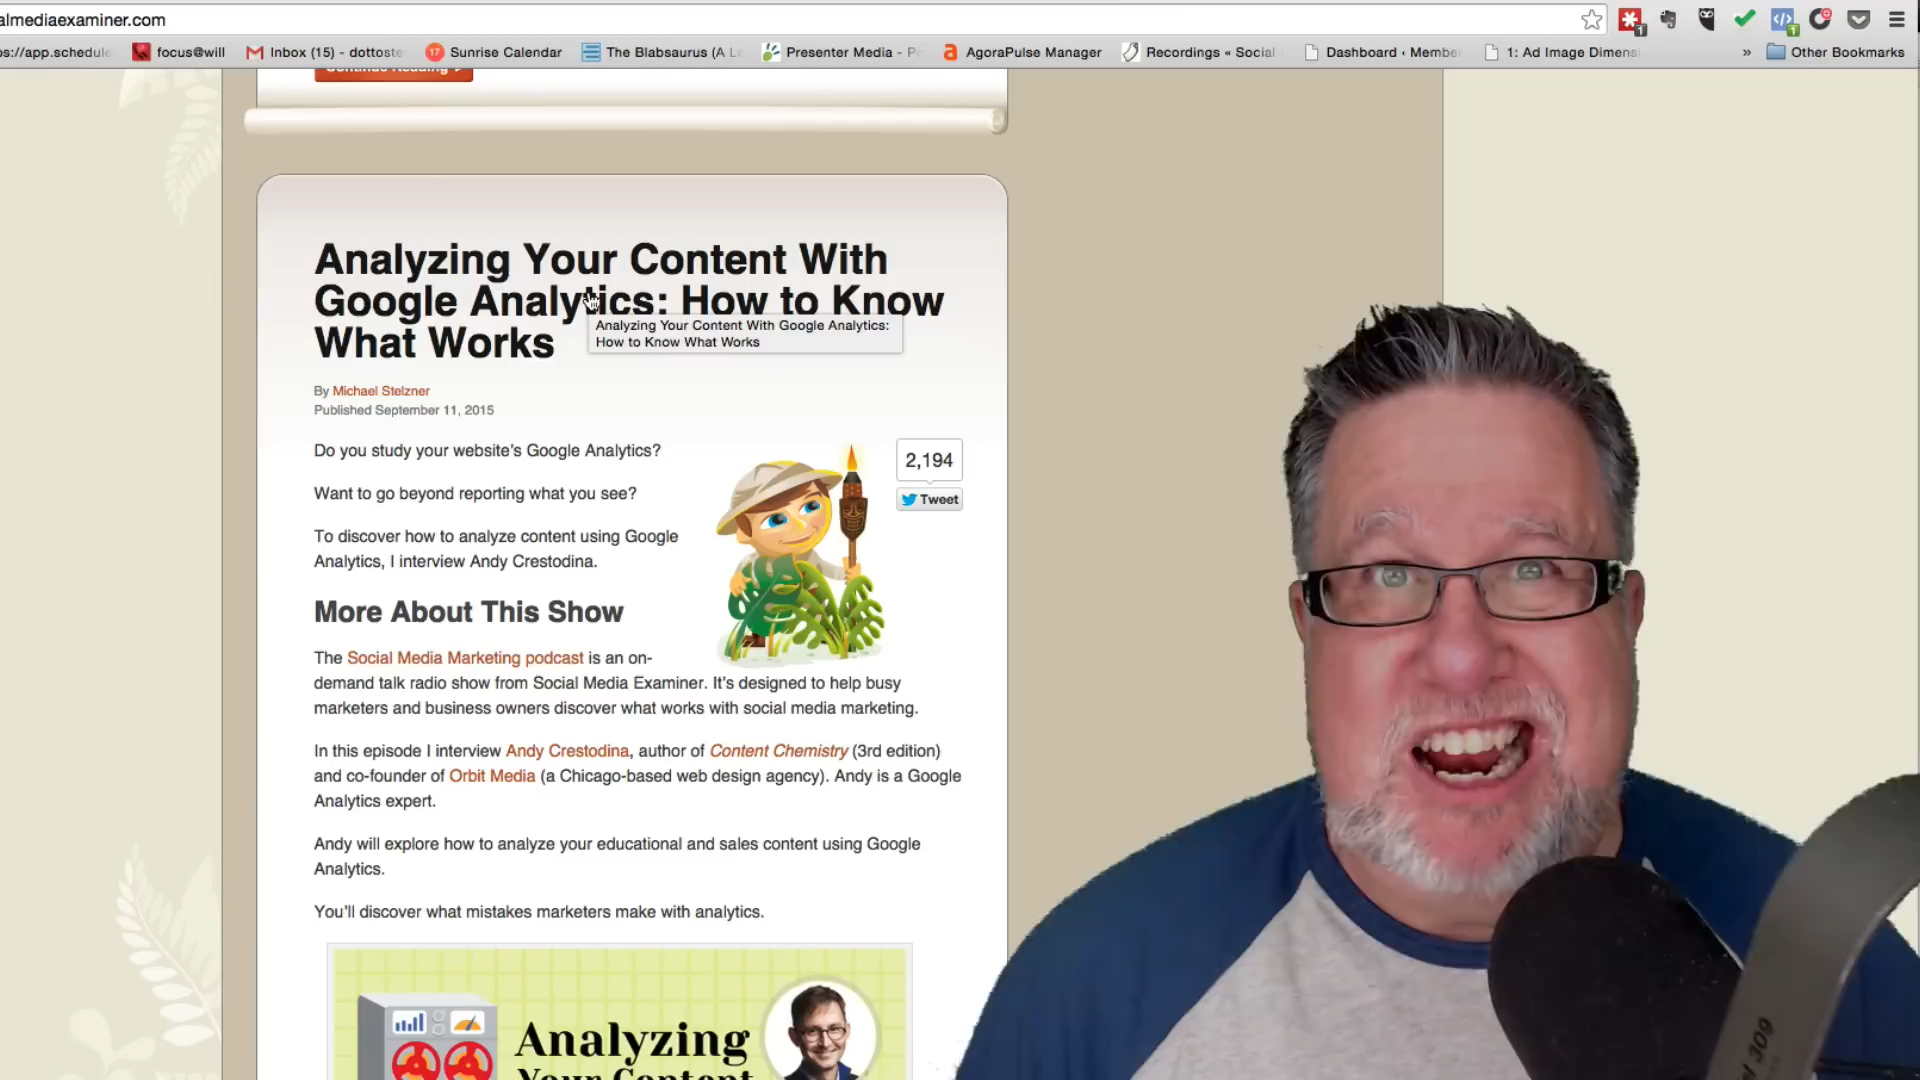 almediaexaminer.com
s://app.schedule
focus@will
Inbox (15) - dottoste
17
Sunrise Calendar
The Blabsaurus (A L
Presenter Media - P
AgoraPulse Manager
Recordings « Social
Dashboard ‹ Membe
1: Ad Image Dimens
»
Other Bookmarks
Continue Reading
Analyzing Your Content With
Google Analytics: How to Know
What Works
Analyzing Your Content With Google Analytics:
How to Know What Works
By Michael Stelzner
Published September 11, 2015
Do you study your website's Google Analytics?
2,194
Tweet
Want to go beyond reporting what you see?
To discover how to analyze content using Google
Analytics, I interview Andy Crestodina.
More About This Show
The Social Media Marketing podcast is an on-
demand talk radio show from Social Media Examiner. It's designed to help busy
marketers and business owners discover what works with social media marketing.
In this episode I interview Andy Crestodina, author of Content Chemistry (3rd edition)
and co-founder of Orbit Media (a Chicago-based web design agency). Andy is a Google
Analytics expert.
Andy will explore how to analyze your educational and sales content using Google
Analytics.
You'll discover what mistakes marketers make with analytics.
Analyzing
Your Content
309